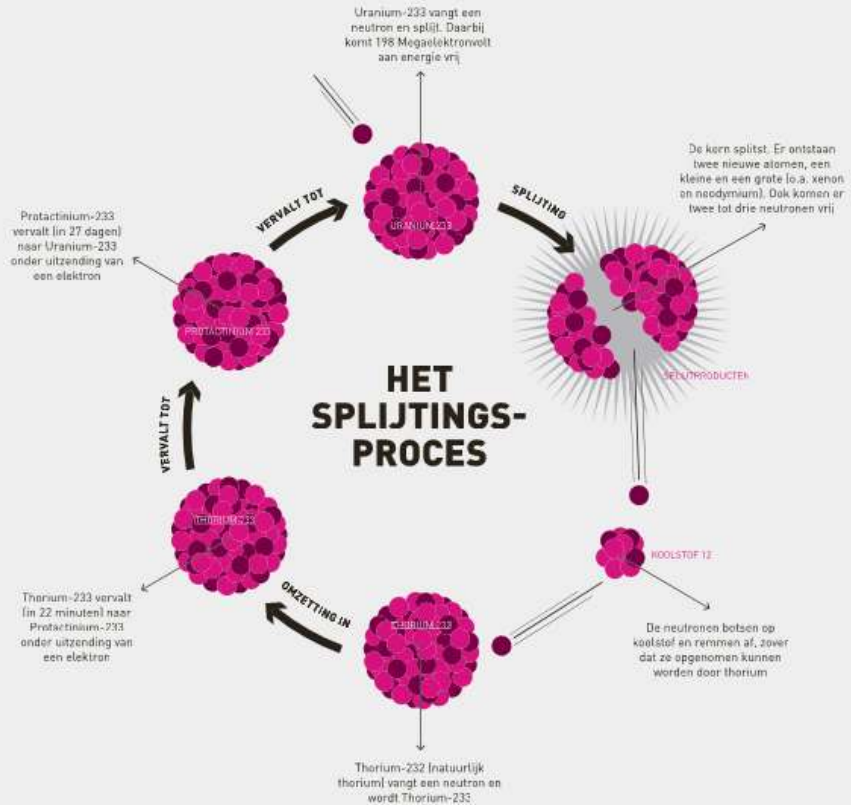 Uranium-233 vangt een
neutron en splijt. Daarbij
komt 198 Megaelektronvolt
aan energie vrij
De kern splitst. Er ontstaan
twee nieuwe atomen, een
kleine en een grote (o.a. xenon
en neodymium). Ook komen er
twee tot drie neutronen vrij
VERVALT TOT
SPLIJTING
URANIUM 233
Protactinium-233
vervalt (in 27 dagen)
naar Uranium-233
onder uitzending van
een elektron
PROTACTINIUM 233
SPLIJTPRODUCTEN
HET
SPLIJTINGS-
PROCES
VERVALT TOT
THORIUM 233
KOOLSTOF 12
OMZETTING IN
Thorium-233 vervalt
(in 22 minuten) naar
Protactinium-233
onder uitzending van
een elektron
THORIUM 233
De neutronen botsen op
koolstof en remmen af, zover
dat ze opgenomen kunnen
worden door thorium
Thorium-232 (natuurlijk
thorium) vangt een neutron en
wordt Thorium-233